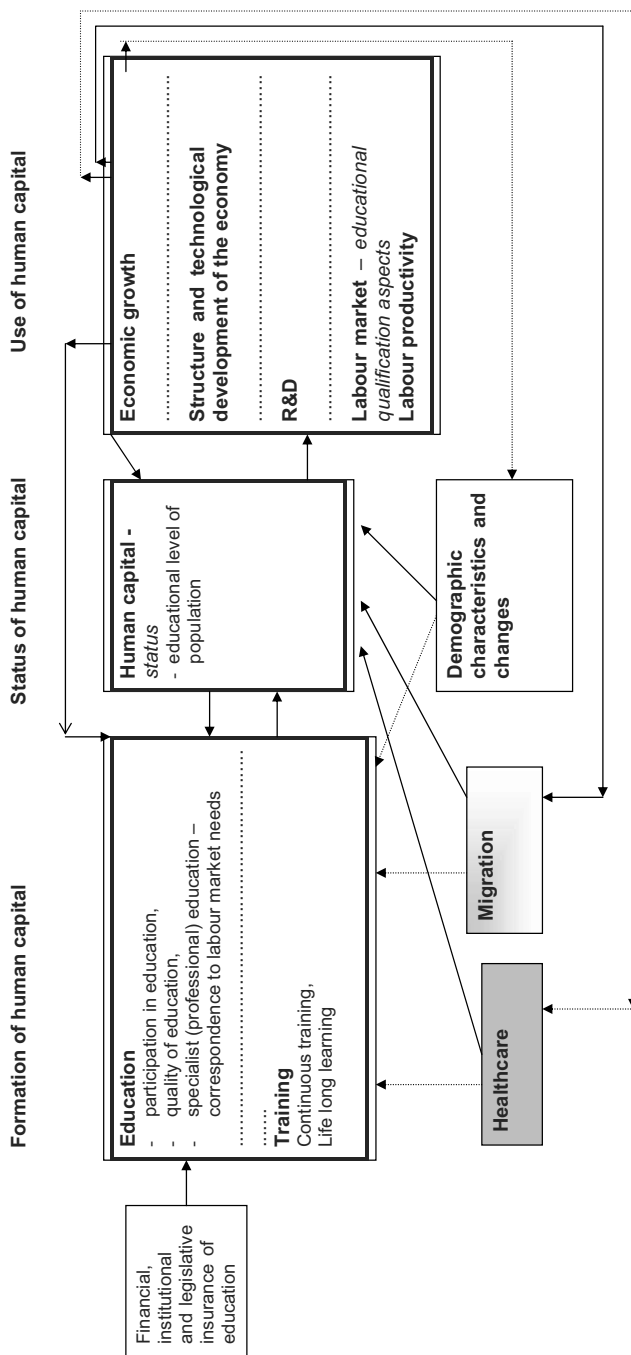 Formation of human capital
Status of human capital
Use of human capital
Financial,
institutional
and legislative
insurance of
education
Education
- participation in education,
- quality of education,
- specialist (professional) education –
correspondence to labour market needs
Training
Continuous training,
Life long learning
Human capital -
status
- educational level of
population
Economic growth
Structure and technological
development of the economy
R&D
Labour market – educational
qualification aspects
Labour productivity
Healthcare
Migration
Demographic
characteristics and
changes